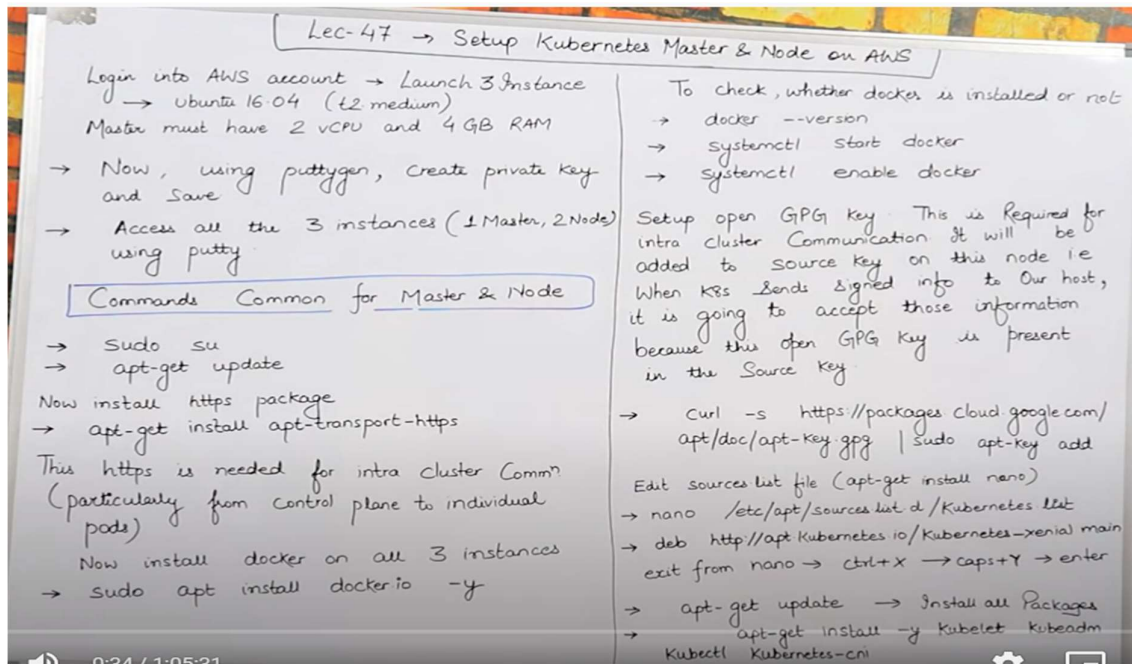 Lec-47 → Setup Kubernetes Master & Node on AWS
Login into AWS account → Launch 3 Instance
→ Ubuntu 16.04 (t2.medium)
Master must have 2 vCPU and 4 GB RAM
→ Now, using puttygen, Create private key
and Save
→ Access all the 3 instances (1 Master, 2 Node)
using putty
Commands Common for Master & Node
→ Sudo su
→ apt-get update
Now install https package
→ apt-get install apt-transport-https
This https is needed for intra cluster Commⁿ
(particularly from control plane to individual
pods)
Now install docker on all 3 instances
→ sudo apt install docker.io -y
To check, whether docker is installed or not
→ docker --version
→ systemctl start docker
→ systemctl enable docker
Setup open GPG Key. This is Required for
intra cluster Communication. It will be
added to source key on this node i.e
When K8s Sends signed info to Our host,
it is going to accept those information
because this open GPG Key is present
in the Source Key
→ Curl -s https://packages.cloud.google.com/
apt/doc/apt-key.gpg | sudo apt-key add
Edit sources list file (apt-get install nano)
→ nano /etc/apt/sources.list.d/Kubernetes.list
→ deb http://apt.Kubernetes.io/Kubernetes-xenial main
exit from nano → ctrl+X → caps+Y → enter
→ apt-get update → Install all Packages
→ apt-get install -y Kubelet Kubeadm
Kubectl Kubernetes-cni
0:24 / 1:05:21